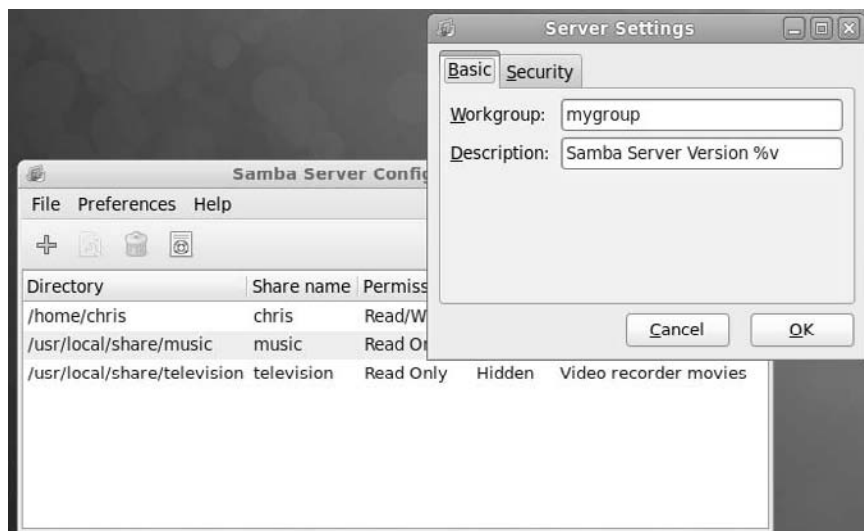 Server Settings
Basic Security
Workgroup: mygroup
Description: Samba Server Version %v
Cancel OK
Samba Server Config
File Preferences Help
Directory Share name Permiss
/home/chris chris Read/W
/usr/local/share/music music Read Or
/usr/local/share/television television Read Only Hidden Video recorder movies